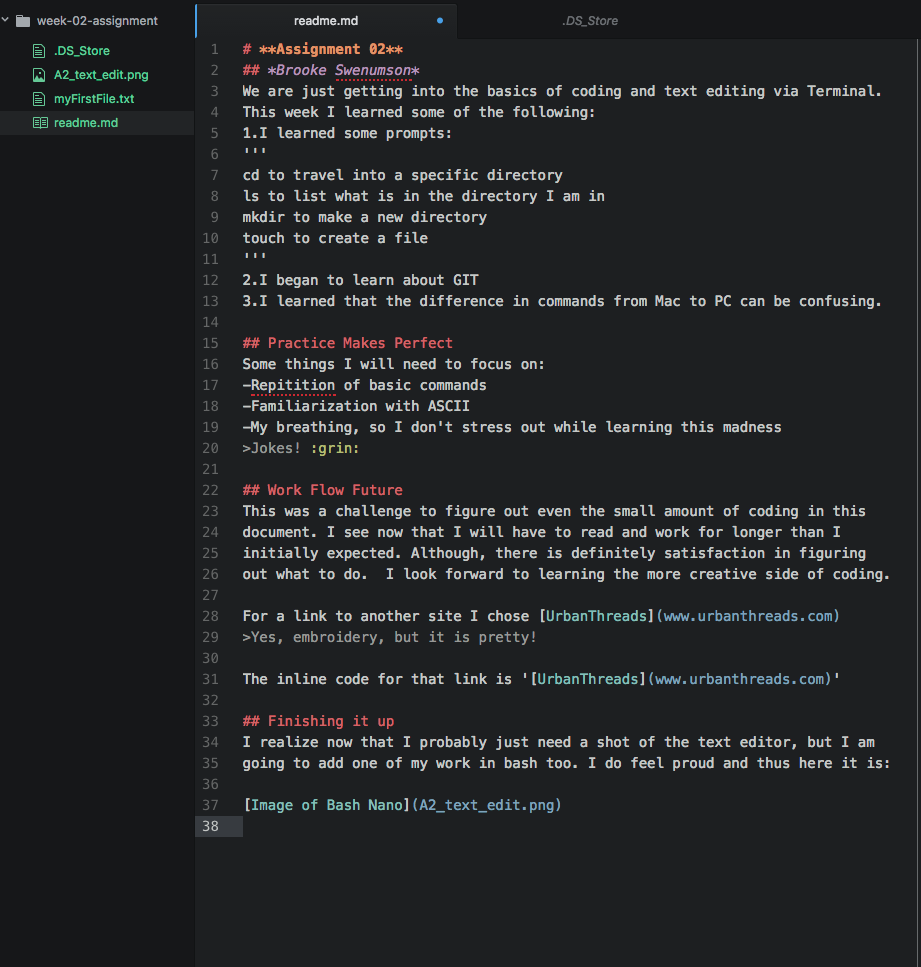 week-02-assignment
.DS_Store
A2_text_edit.png
myFirstFile.txt
readme.md
readme.md
.DS_Store
1 # **Assignment 02**
2 ## *Brooke Swenumson*
3 We are just getting into the basics of coding and text editing via Terminal.
4 This week I learned some of the following:
5 1.I learned some prompts:
6 '''
7 cd to travel into a specific directory
8 ls to list what is in the directory I am in
9 mkdir to make a new directory
10 touch to create a file
11 '''
12 2.I began to learn about GIT
13 3.I learned that the difference in commands from Mac to PC can be confusing.
14
15 ## Practice Makes Perfect
16 Some things I will need to focus on:
17 -Repitition of basic commands
18 -Familiarization with ASCII
19 -My breathing, so I don't stress out while learning this madness
20 >Jokes! :grin:
21
22 ## Work Flow Future
23 This was a challenge to figure out even the small amount of coding in this
24 document. I see now that I will have to read and work for longer than I
25 initially expected. Although, there is definitely satisfaction in figuring
26 out what to do.  I look forward to learning the more creative side of coding.
27
28 For a link to another site I chose [UrbanThreads](www.urbanthreads.com)
29 >Yes, embroidery, but it is pretty!
30
31 The inline code for that link is '[UrbanThreads](www.urbanthreads.com)'
32
33 ## Finishing it up
34 I realize now that I probably just need a shot of the text editor, but I am
35 going to add one of my work in bash too. I do feel proud and thus here it is:
36
37 [Image of Bash Nano](A2_text_edit.png)
38